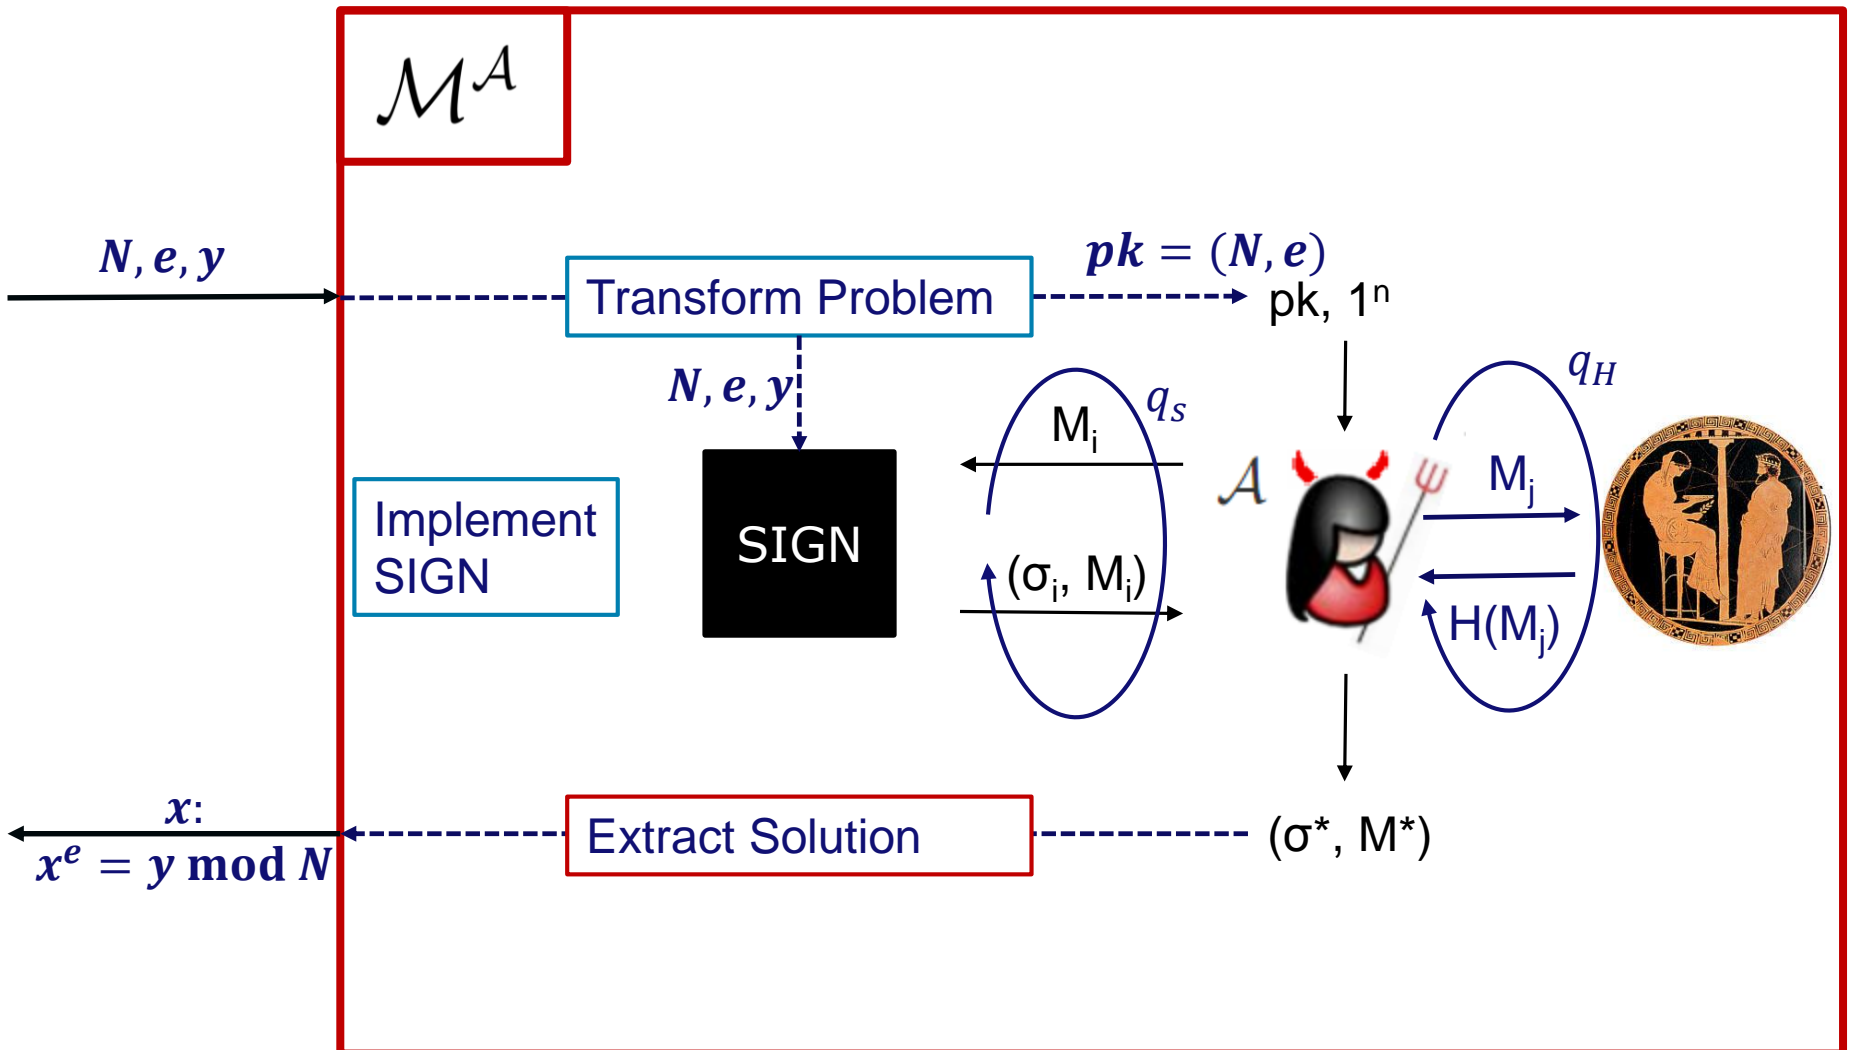 ℳ^𝒜
N, e, y
pk = (N, e)
Transform Problem
pk, 1ⁿ
N, e, y
q_s
q_H
M_i
𝒜
M_j
Implement
SIGN
SIGN
(σ_i, M_i)
H(M_j)
x:
x^e = y mod N
Extract Solution
(σ*, M*)